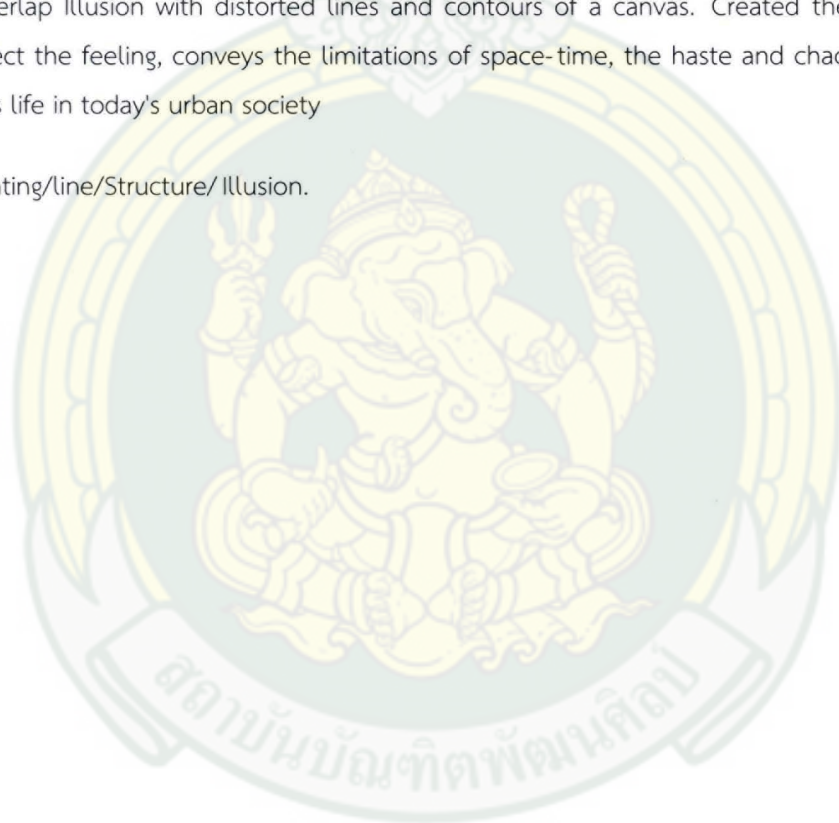 erlap Illusion with distorted lines and contours of a canvas. Created the
ect the feeling, conveys the limitations of space-time, the haste and chao
s life in today's urban society
ting/line/Structure/ Illusion.
สถาบันบัณฑิตพัฒนศิลป์